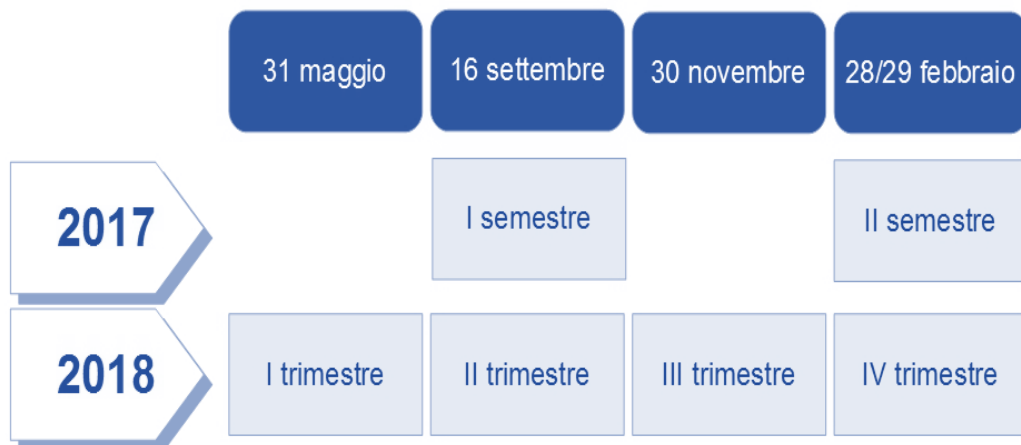 31 maggio
16 settembre
30 novembre
28/29 febbraio
2017
I semestre
II semestre
2018
I trimestre
II trimestre
III trimestre
IV trimestre